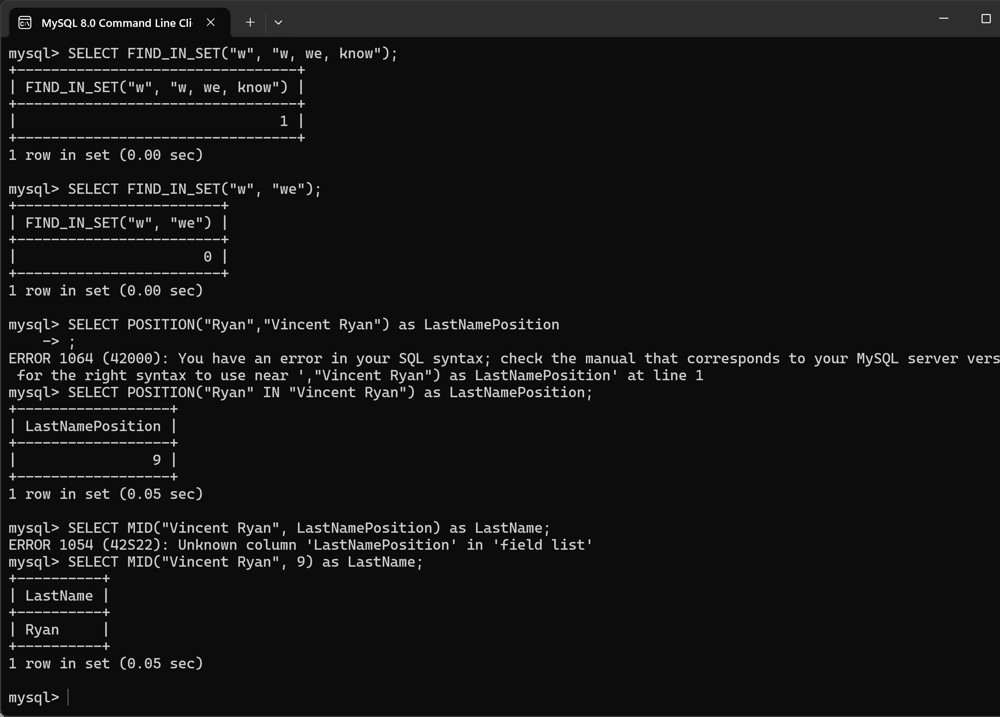 MySQL 8.0 Command Line Cli
mysql> SELECT FIND_IN_SET("w", "w, we, know");
+---------------------------------+
| FIND_IN_SET("w", "w, we, know") |
+---------------------------------+
|                               1 |
+---------------------------------+
1 row in set (0.00 sec)
mysql> SELECT FIND_IN_SET("w", "we");
+------------------------+
| FIND_IN_SET("w", "we") |
+------------------------+
|                      0 |
+------------------------+
1 row in set (0.00 sec)
mysql> SELECT POSITION("Ryan","Vincent Ryan") as LastNamePosition
    -> ;
ERROR 1064 (42000): You have an error in your SQL syntax; check the manual that corresponds to your MySQL server vers
 for the right syntax to use near ',"Vincent Ryan") as LastNamePosition' at line 1
mysql> SELECT POSITION("Ryan" IN "Vincent Ryan") as LastNamePosition;
+------------------+
| LastNamePosition |
+------------------+
|                9 |
+------------------+
1 row in set (0.05 sec)
mysql> SELECT MID("Vincent Ryan", LastNamePosition) as LastName;
ERROR 1054 (42S22): Unknown column 'LastNamePosition' in 'field list'
mysql> SELECT MID("Vincent Ryan", 9) as LastName;
+----------+
| LastName |
+----------+
| Ryan     |
+----------+
1 row in set (0.05 sec)
mysql>